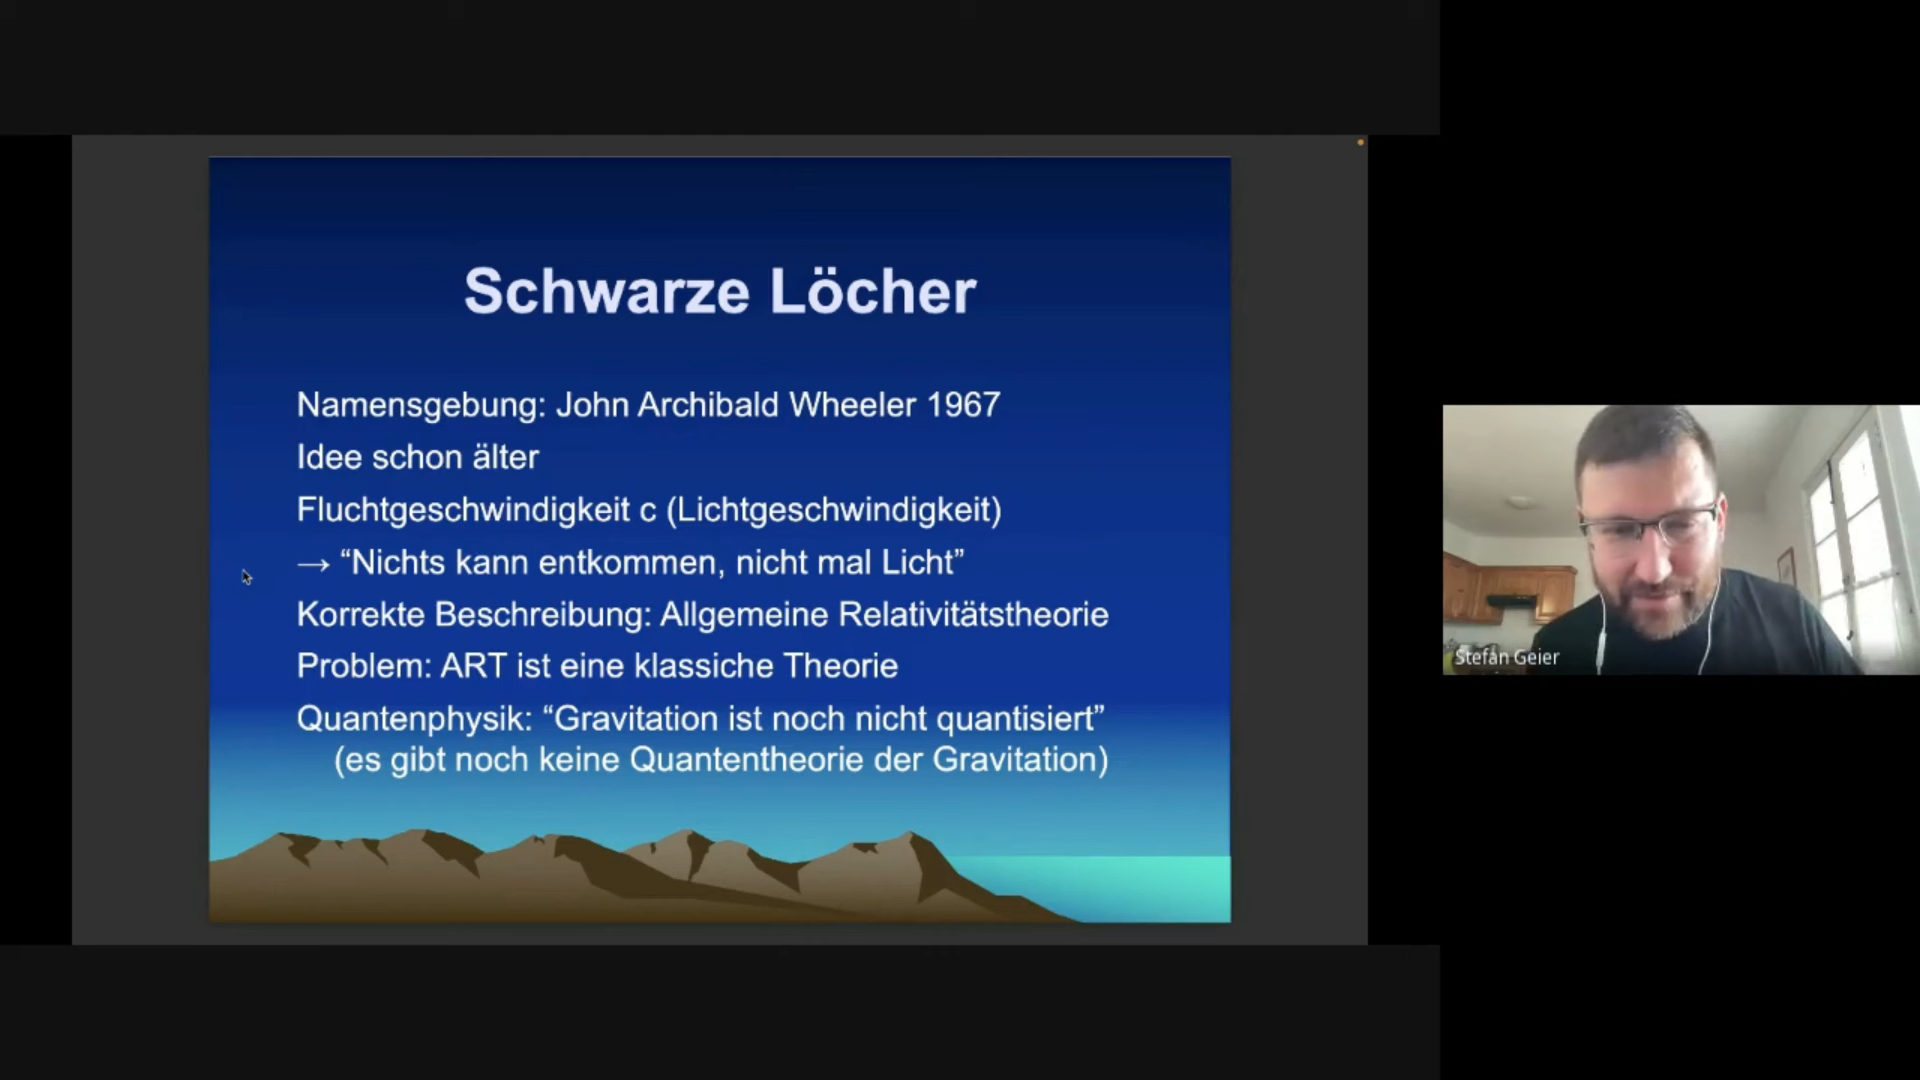 Schwarze Löcher
Namensgebung: John Archibald Wheeler 1967
Idee schon älter
Fluchtgeschwindigkeit c (Lichtgeschwindigkeit)
→ “Nichts kann entkommen, nicht mal Licht”
Korrekte Beschreibung: Allgemeine Relativitätstheorie
Problem: ART ist eine klassiche Theorie
Quantenphysik: “Gravitation ist noch nicht quantisiert”
(es gibt noch keine Quantentheorie der Gravitation)
Stefan Geier